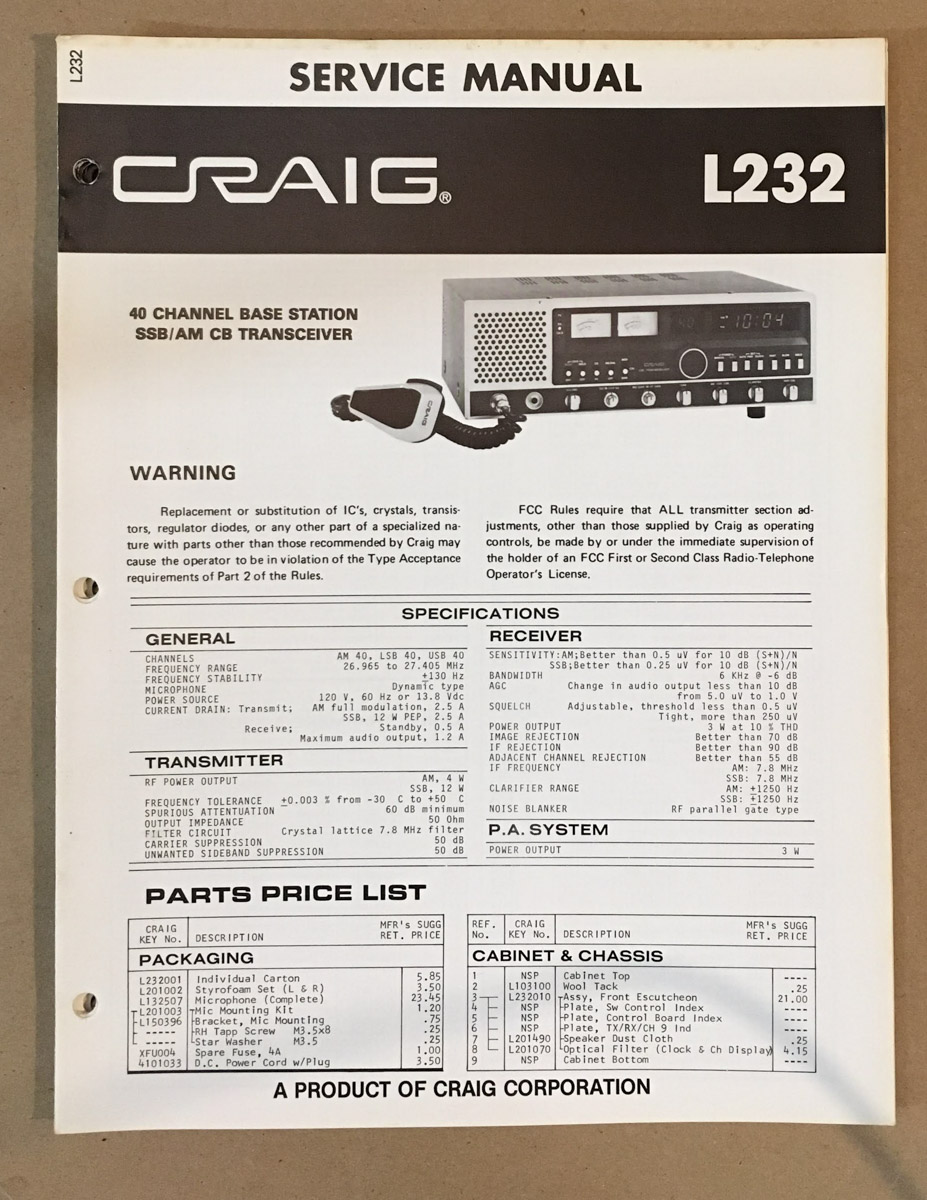 L232
SERVICE MANUAL
CRAIG® L232
40 CHANNEL BASE STATION
SSB/AM CB TRANSCEIVER
10:04
CRAIG
WARNING
Replacement or substitution of IC's, crystals, transis-
tors, regulator diodes, or any other part of a specialized na-
ture with parts other than those recommended by Craig may
cause the operator to be in violation of the Type Acceptance
requirements of Part 2 of the Rules.
FCC Rules require that ALL transmitter section ad-
justments, other than those supplied by Craig as operating
controls, be made by or under the immediate supervision of
the holder of an FCC First or Second Class Radio-Telephone
Operator's License.
SPECIFICATIONS
GENERAL
CHANNELS AM 40, LSB 40, USB 40
FREQUENCY RANGE 26.965 to 27.405 MHz
FREQUENCY STABILITY ±130 Hz
MICROPHONE Dynamic type
POWER SOURCE 120 V, 60 Hz or 13.8 Vdc
CURRENT DRAIN: Transmit; AM full modulation, 2.5 A
SSB, 12 W PEP, 2.5 A
Receive; Standby, 0.5 A
Maximum audio output, 1.2 A
TRANSMITTER
RF POWER OUTPUT AM, 4 W
SSB, 12 W
FREQUENCY TOLERANCE ±0.003 % from -30 C to +50 C
SPURIOUS ATTENTUATION 60 dB minimum
OUTPUT IMPEDANCE 50 Ohm
FILTER CIRCUIT Crystal lattice 7.8 MHz filter
CARRIER SUPPRESSION 50 dB
UNWANTED SIDEBAND SUPPRESSION 50 dB
RECEIVER
SENSITIVITY:AM;Better than 0.5 uV for 10 dB (S+N)/N
SSB;Better than 0.25 uV for 10 dB (S+N)/N
BANDWIDTH 6 KHz @ -6 dB
AGC Change in audio output less than 10 dB
from 5.0 uV to 1.0 V
SQUELCH Adjustable, threshold less than 0.5 uV
Tight, more than 250 uV
POWER OUTPUT 3 W at 10 % THD
IMAGE REJECTION Better than 70 dB
IF REJECTION Better than 90 dB
ADJACENT CHANNEL REJECTION Better than 55 dB
IF FREQUENCY AM: 7.8 MHz
SSB: 7.8 MHz
CLARIFIER RANGE AM: ±1250 Hz
SSB: ±1250 Hz
NOISE BLANKER RF parallel gate type
P.A. SYSTEM
POWER OUTPUT 3 W
PARTS PRICE LIST
CRAIG KEY No. DESCRIPTION MFR's SUGG RET. PRICE
PACKAGING
L232001 Individual Carton 5.85
L201002 Styrofoam Set (L & R) 3.50
L132507 Microphone (Complete) 23.45
L201003 Mic Mounting Kit 1.20
L150396 Bracket, Mic Mounting .75
----- RH Tapp Screw M3.5x8 .25
----- Star Washer M3.5 .25
XFU004 Spare Fuse, 4A 1.00
4101033 D.C. Power Cord w/Plug 3.50
REF. No. CRAIG KEY No. DESCRIPTION MFR's SUGG RET. PRICE
CABINET & CHASSIS
1 NSP Cabinet Top ----
2 L103100 Wool Tack .25
3 L232010 Assy, Front Escutcheon 21.00
4 NSP Plate, Sw Control Index ----
5 NSP Plate, Control Board Index ----
6 NSP Plate, TX/RX/CH 9 Ind ----
7 L201490 Speaker Dust Cloth .25
8 L201070 Optical Filter (Clock & Ch Display) 4.15
9 NSP Cabinet Bottom ----
A PRODUCT OF CRAIG CORPORATION